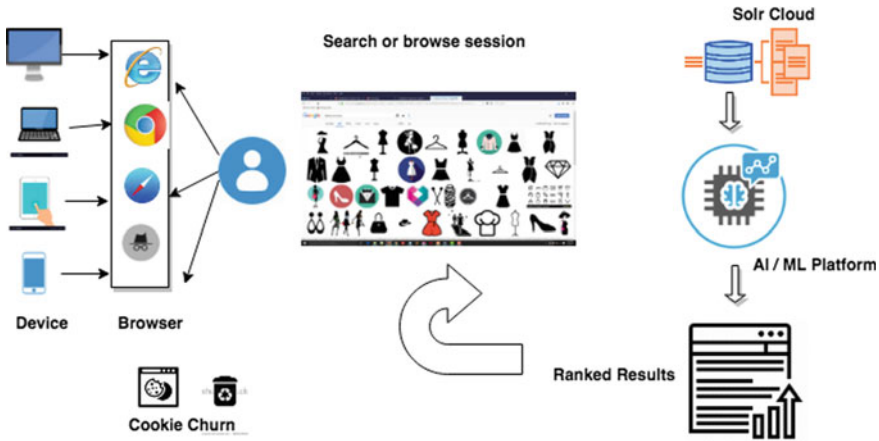 Solr Cloud
Search or browse session
AI / ML Platform
Device
Browser
Ranked Results
Cookie Churn